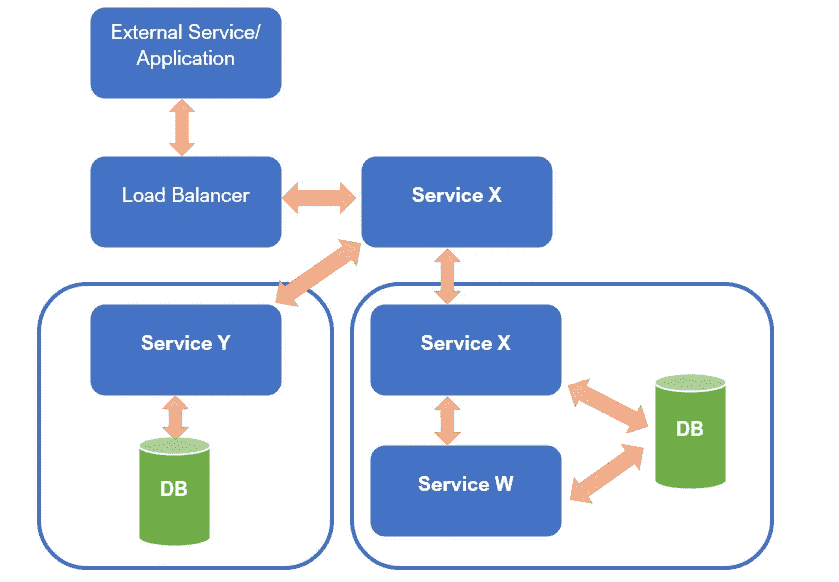 External Service/
Application
Load Balancer
Service X
Service Y
Service X
DB
DB
Service W